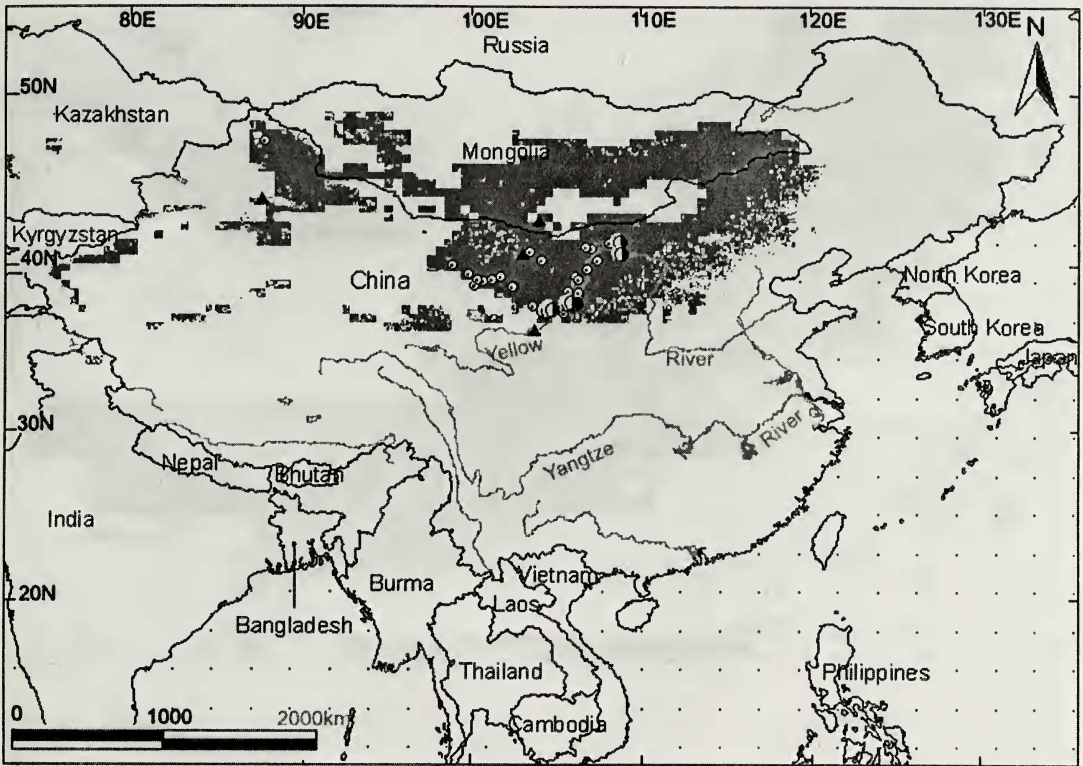 80E 90E 100E 110E 120E 130E
N
Russia
50N
Kazakhstan
Mongolia
Kyrgyzstan
40N
China
North Korea
South Korea
Japan
Yellow River
30N
Yangtze River
Nepal
Bhutan
India
Burma
Vietnam
20N
Laos
Bangladesh
Thailand
Philippines
0 1000 2000km
Cambodia